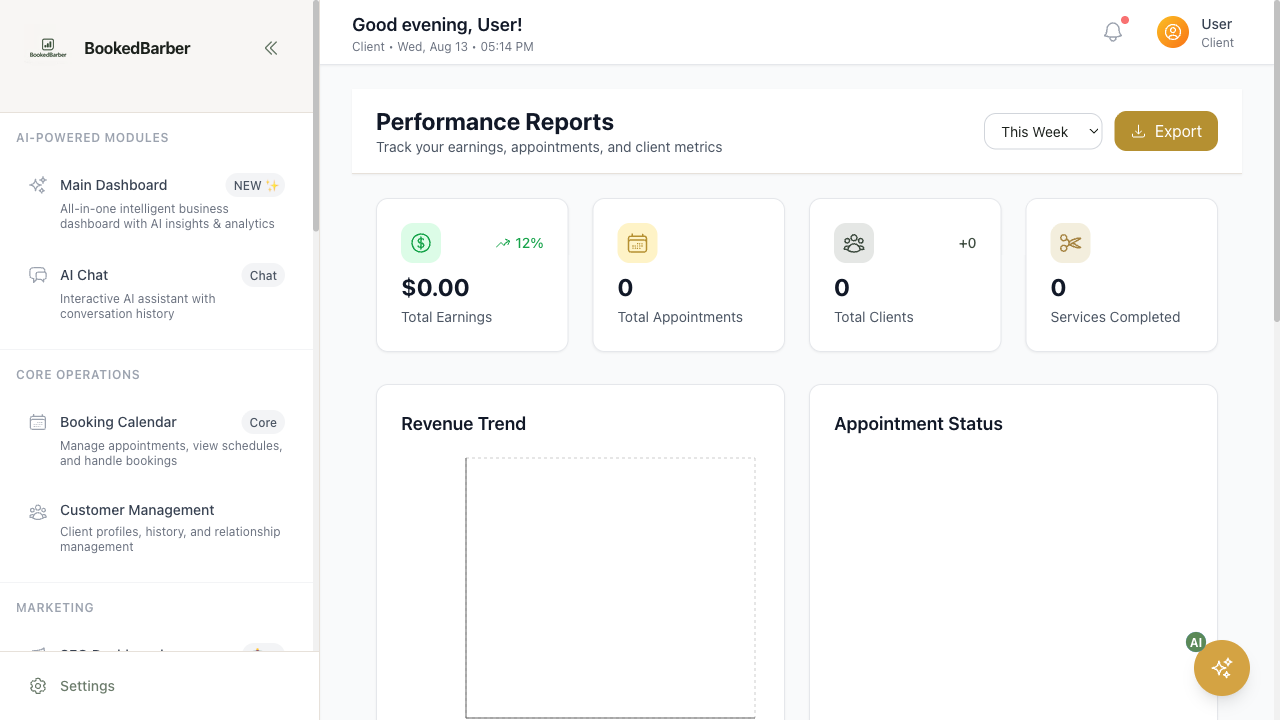 BookedBarber
BookedBarber
AI-POWERED MODULES
Main Dashboard
NEW ✨
All-in-one intelligent business
dashboard with AI insights & analytics
AI Chat
Chat
Interactive AI assistant with
conversation history
CORE OPERATIONS
Booking Calendar
Core
Manage appointments, view schedules,
and handle bookings
Customer Management
Client profiles, history, and relationship
management
MARKETING
Settings
Good evening, User!
Client • Wed, Aug 13 • 05:14 PM
User
Client
Performance Reports
Track your earnings, appointments, and client metrics
This Week
Export
12%
$0.00
Total Earnings
0
Total Appointments
+0
0
Total Clients
0
Services Completed
Revenue Trend
Appointment Status
AI